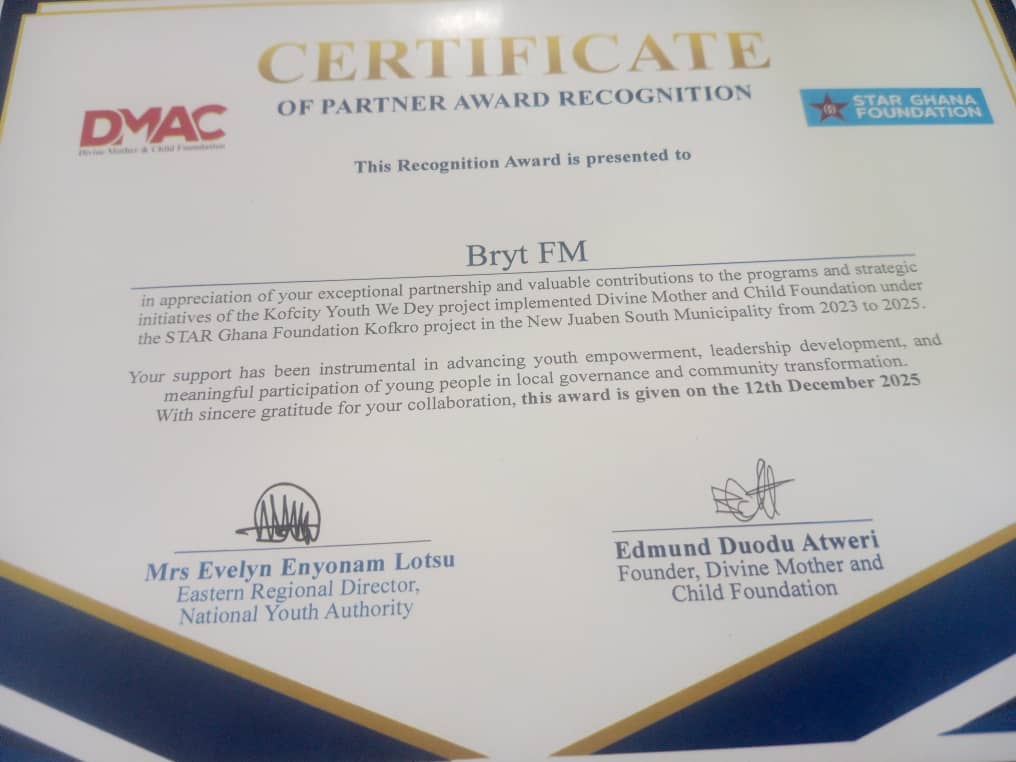 CERTIFICATE
OF PARTNER AWARD RECOGNITION
DMAC
Divine Mother & Child Foundation
STAR GHANA
FOUNDATION
This Recognition Award is presented to
Bryt FM
in appreciation of your exceptional partnership and valuable contributions to the programs and strategic
initiatives of the Kofcity Youth We Dey project implemented Divine Mother and Child Foundation under
the STAR Ghana Foundation Kofkro project in the New Juaben South Municipality from 2023 to 2025.
Your support has been instrumental in advancing youth empowerment, leadership development, and
meaningful participation of young people in local governance and community transformation.
With sincere gratitude for your collaboration, this award is given on the 12th December 2025
Mrs Evelyn Enyonam Lotsu
Eastern Regional Director,
National Youth Authority
Edmund Duodu Atweri
Founder, Divine Mother and
Child Foundation